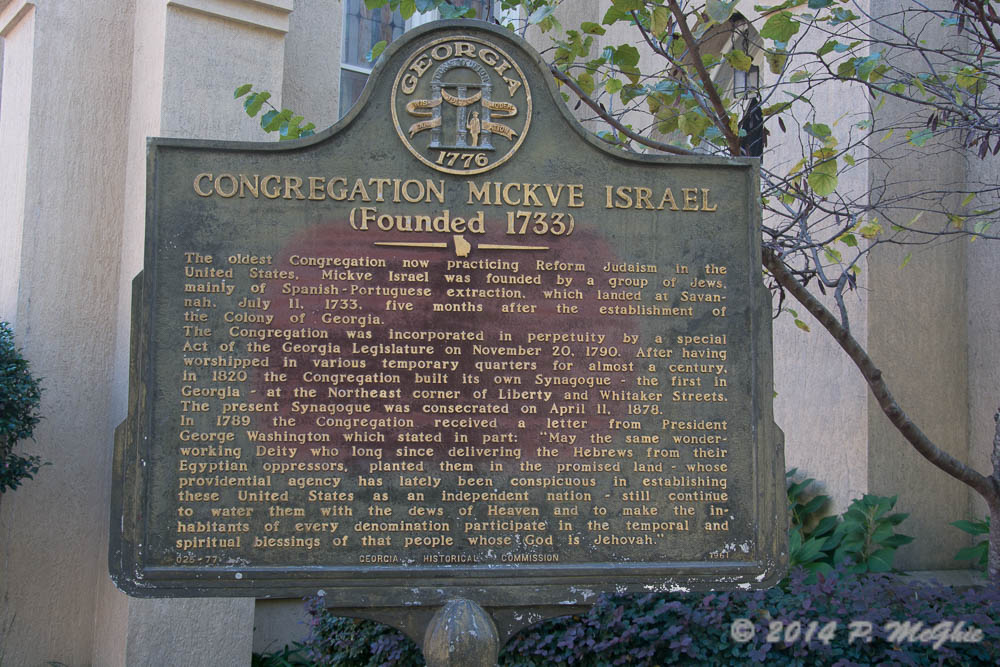 GEORGIA
CONSTITUTION
WISDOM
JUSTICE
MODERATION
1776
CONGREGATION MICKVE ISRAEL
(Founded 1733)
The oldest Congregation now practicing Reform Judaism in the
United States, Mickve Israel was founded by a group of Jews,
mainly of Spanish-Portuguese extraction, which landed at Savan-
nah, July 11, 1733, five months after the establishment of
the Colony of Georgia.
The Congregation was incorporated in perpetuity by a special
Act of the Georgia Legislature on November 20, 1790. After having
worshipped in various temporary quarters for almost a century,
in 1820 the Congregation built its own Synagogue - the first in
Georgia - at the Northeast corner of Liberty and Whitaker Streets.
The present Synagogue was consecrated on April 11, 1878.
In 1789 the Congregation received a letter from President
George Washington which stated in part: "May the same wonder-
working Deity who long since delivering the Hebrews from their
Egyptian oppressors, planted them in the promised land - whose
providential agency has lately been conspicuous in establishing
these United States as an independent nation - still continue
to water them with the dews of Heaven and to make the in-
habitants of every denomination participate in the temporal and
spiritual blessings of that people whose God is Jehovah."
025-77 GEORGIA HISTORICAL COMMISSION 1961
© 2014 P. McGhie